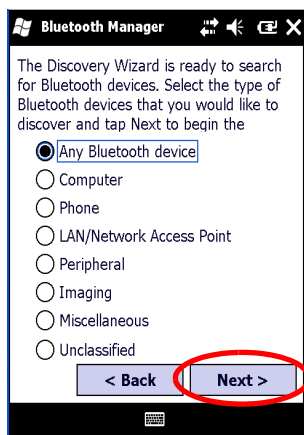 Bluetooth Manager
The Discovery Wizard is ready to search
for Bluetooth devices. Select the type of
Bluetooth devices that you would like to
discover and tap Next to begin the
Any Bluetooth device
Computer
Phone
LAN/Network Access Point
Peripheral
Imaging
Miscellaneous
Unclassified
< Back Next >